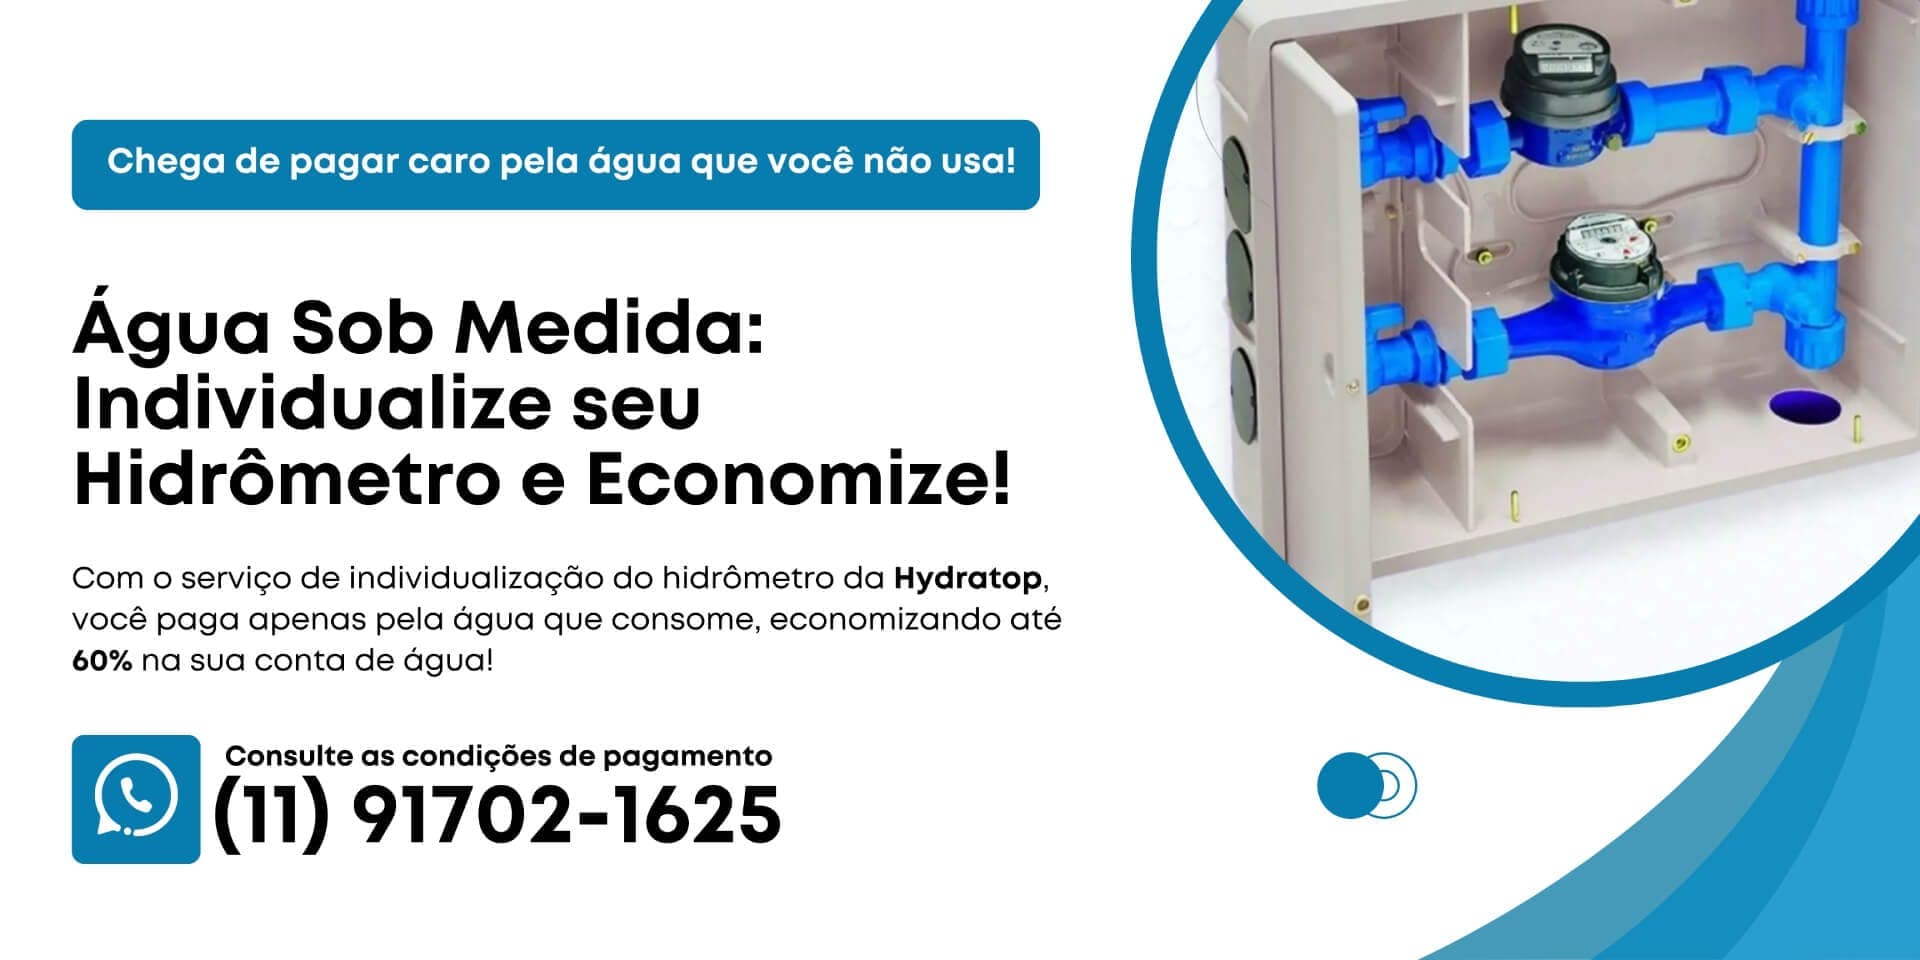 Chega de pagar caro pela água que você não usa!
Água Sob Medida:
Individualize seu
Hidrômetro e Economize!
Com o serviço de individualização do hidrômetro da Hydratop,
você paga apenas pela água que consome, economizando até
60% na sua conta de água!
Consulte as condições de pagamento
(11) 91702-1625